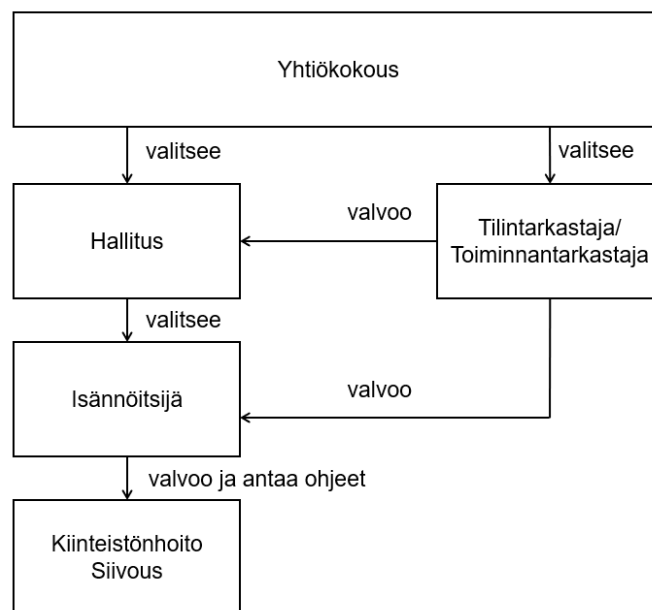 Yhtiökokous
valitsee
valitsee
Hallitus
valvoo
Tilintarkastaja/
Toiminnantarkastaja
valitsee
Isännöitsijä
valvoo
valvoo ja antaa ohjeet
Kiinteistönhoito
Siivous